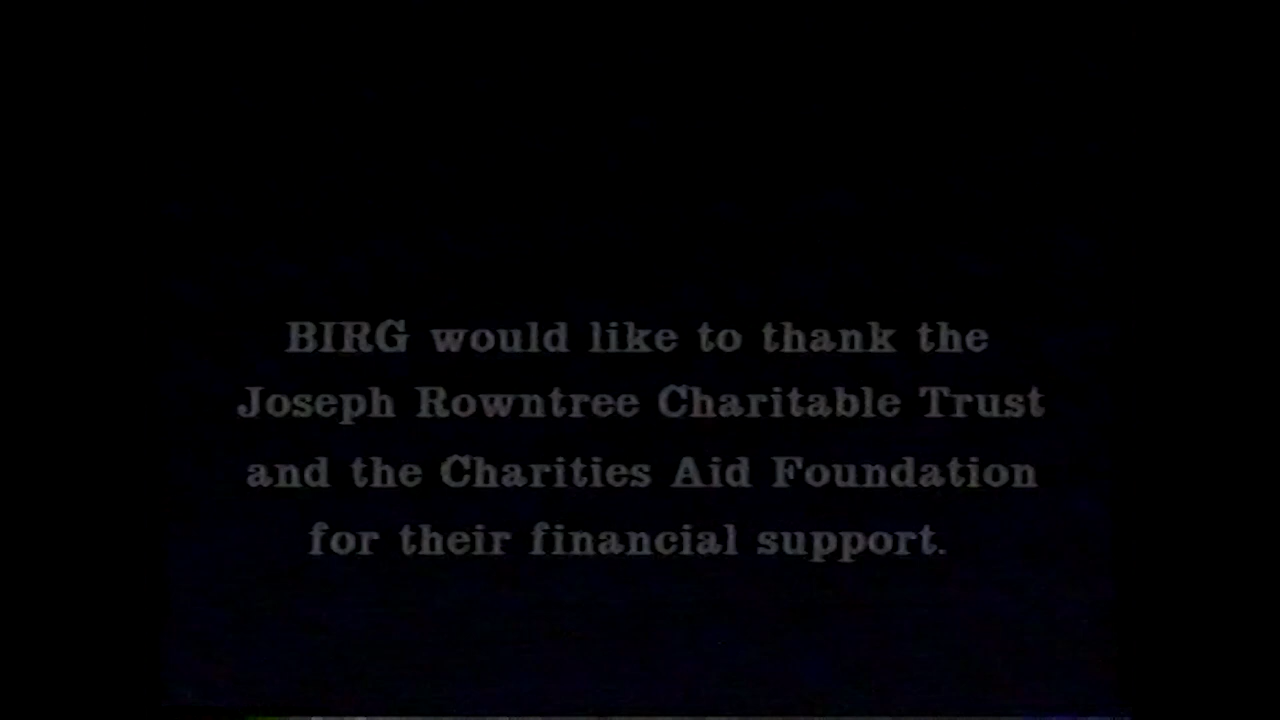 BIRG would like to thank the
Joseph Rowntree Charitable Trust
and the Charities Aid Foundation
for their financial support.